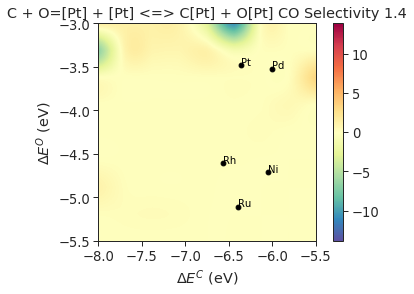 C + O=[Pt] + [Pt] <=> C[Pt] + O[Pt] CO Selectivity 1.4
ΔE^O (eV)
−3.0
−3.5
−4.0
−4.5
−5.0
−5.5
Pt
Pd
Rh
Ni
Ru
−8.0 −7.5 −7.0 −6.5 −6.0 −5.5
ΔE^C (eV)
10
5
0
−5
−10